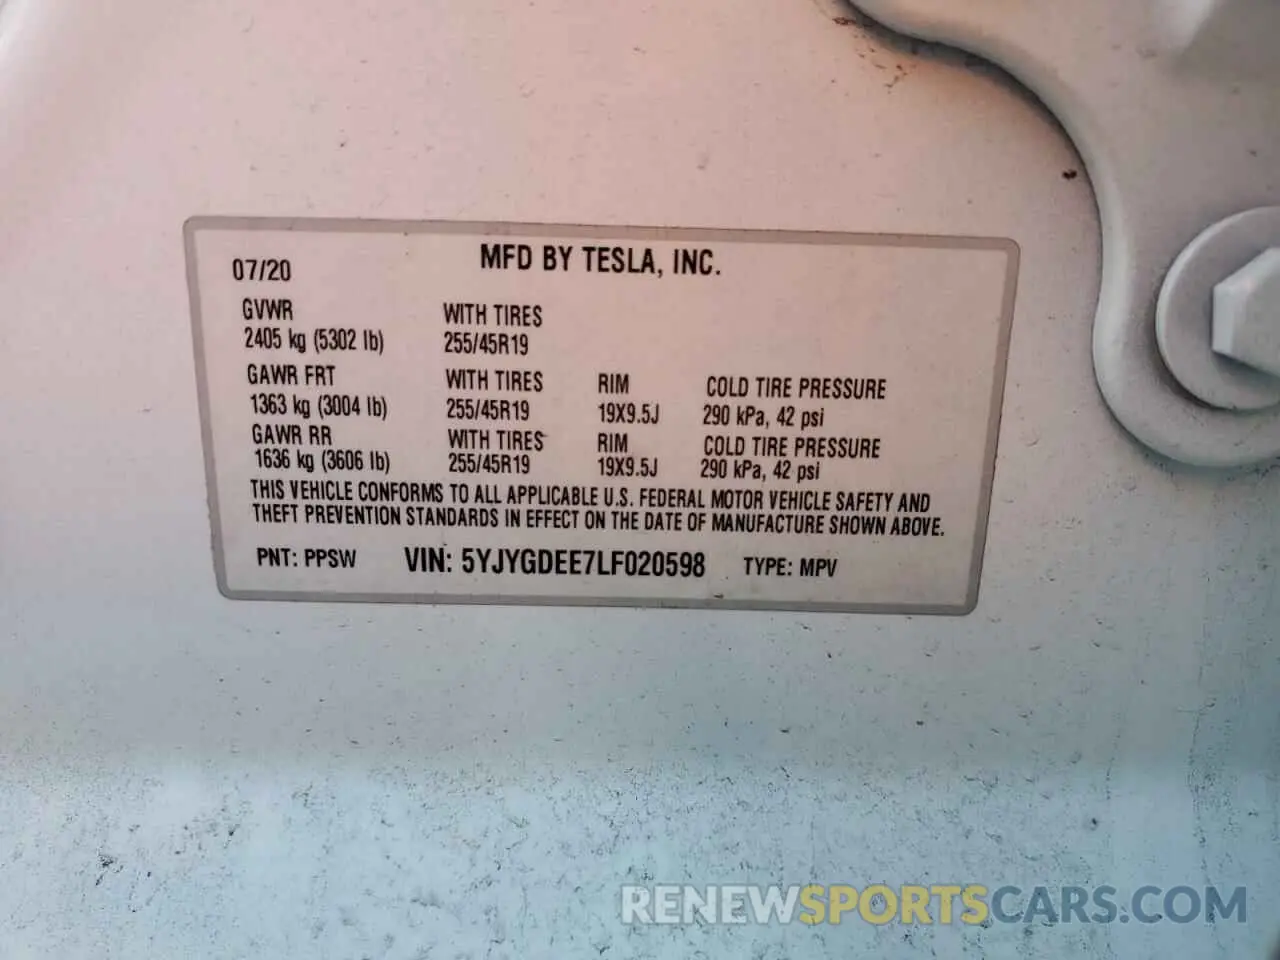 07/20 MFD BY TESLA, INC.
GVWR WITH TIRES
2405 kg (5302 lb) 255/45R19
GAWR FRT WITH TIRES RIM COLD TIRE PRESSURE
1363 kg (3004 lb) 255/45R19 19X9.5J 290 kPa, 42 psi
GAWR RR WITH TIRES RIM COLD TIRE PRESSURE
1636 kg (3606 lb) 255/45R19 19X9.5J 290 kPa, 42 psi
THIS VEHICLE CONFORMS TO ALL APPLICABLE U.S. FEDERAL MOTOR VEHICLE SAFETY AND
THEFT PREVENTION STANDARDS IN EFFECT ON THE DATE OF MANUFACTURE SHOWN ABOVE.
PNT: PPSW VIN: 5YJYGDEE7LF020598 TYPE: MPV
RENEWSPORTSCARS.COM